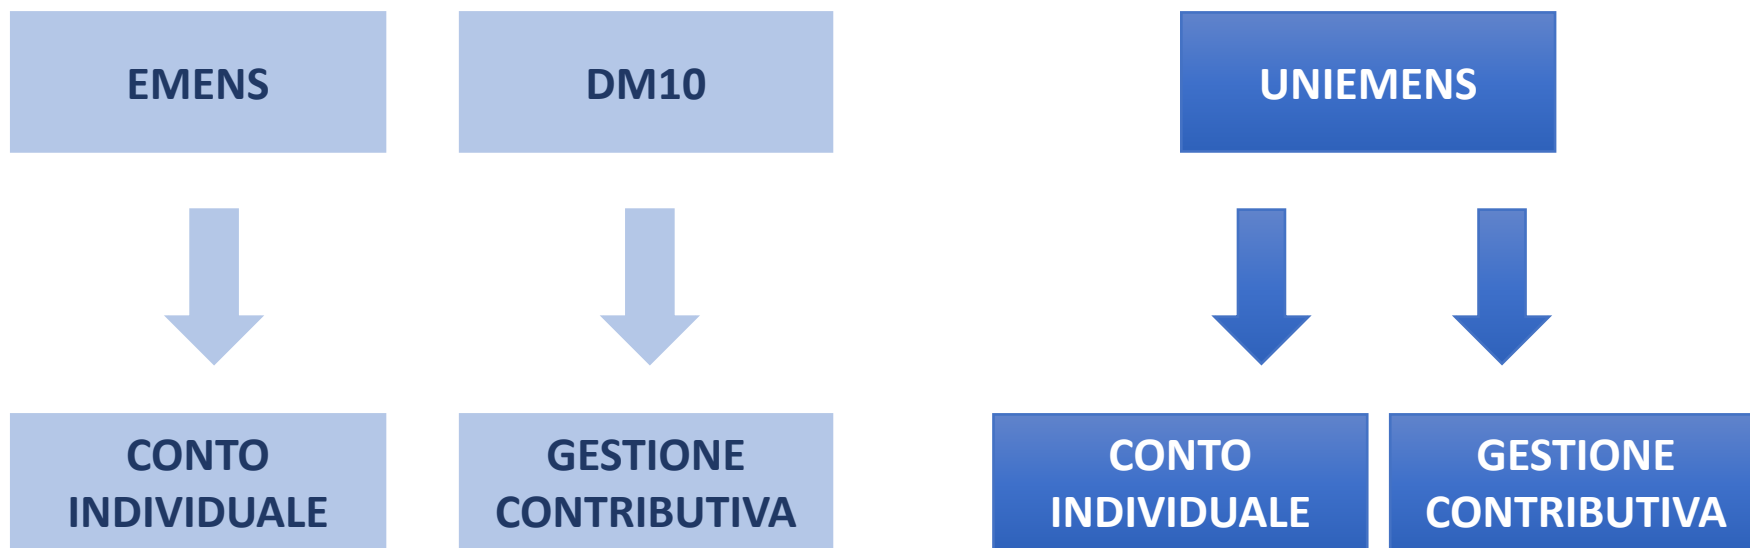 EMENS
DM10
UNIEMENS
CONTO
INDIVIDUALE
GESTIONE
CONTRIBUTIVA
CONTO
INDIVIDUALE
GESTIONE
CONTRIBUTIVA